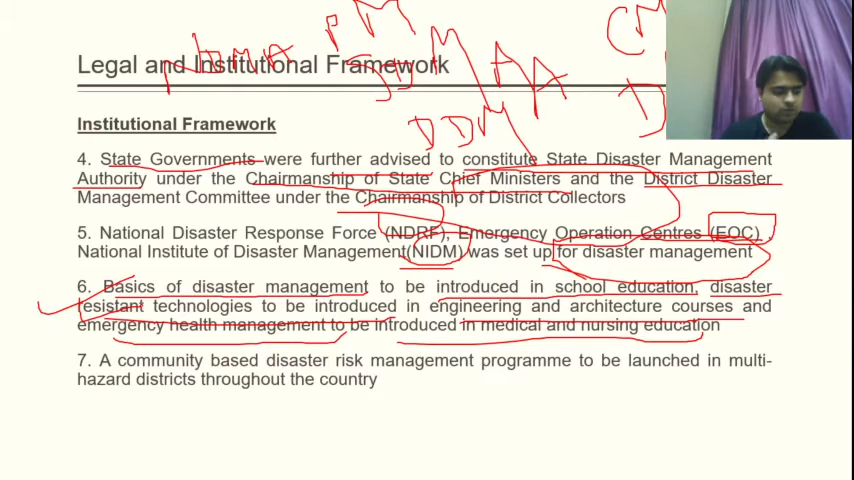 NDMA PM CM
SDMA
DDMA D
Legal and Institutional Framework
Institutional Framework
4. State Governments were further advised to constitute State Disaster Management
Authority under the Chairmanship of State Chief Ministers and the District Disaster
Management Committee under the Chairmanship of District Collectors
5. National Disaster Response Force (NDRF), Emergency Operation Centres (EOC),
National Institute of Disaster Management(NIDM) was set up for disaster management
6. Basics of disaster management to be introduced in school education, disaster
resistant technologies to be introduced in engineering and architecture courses and
emergency health management to be introduced in medical and nursing education
7. A community based disaster risk management programme to be launched in multi-
hazard districts throughout the country